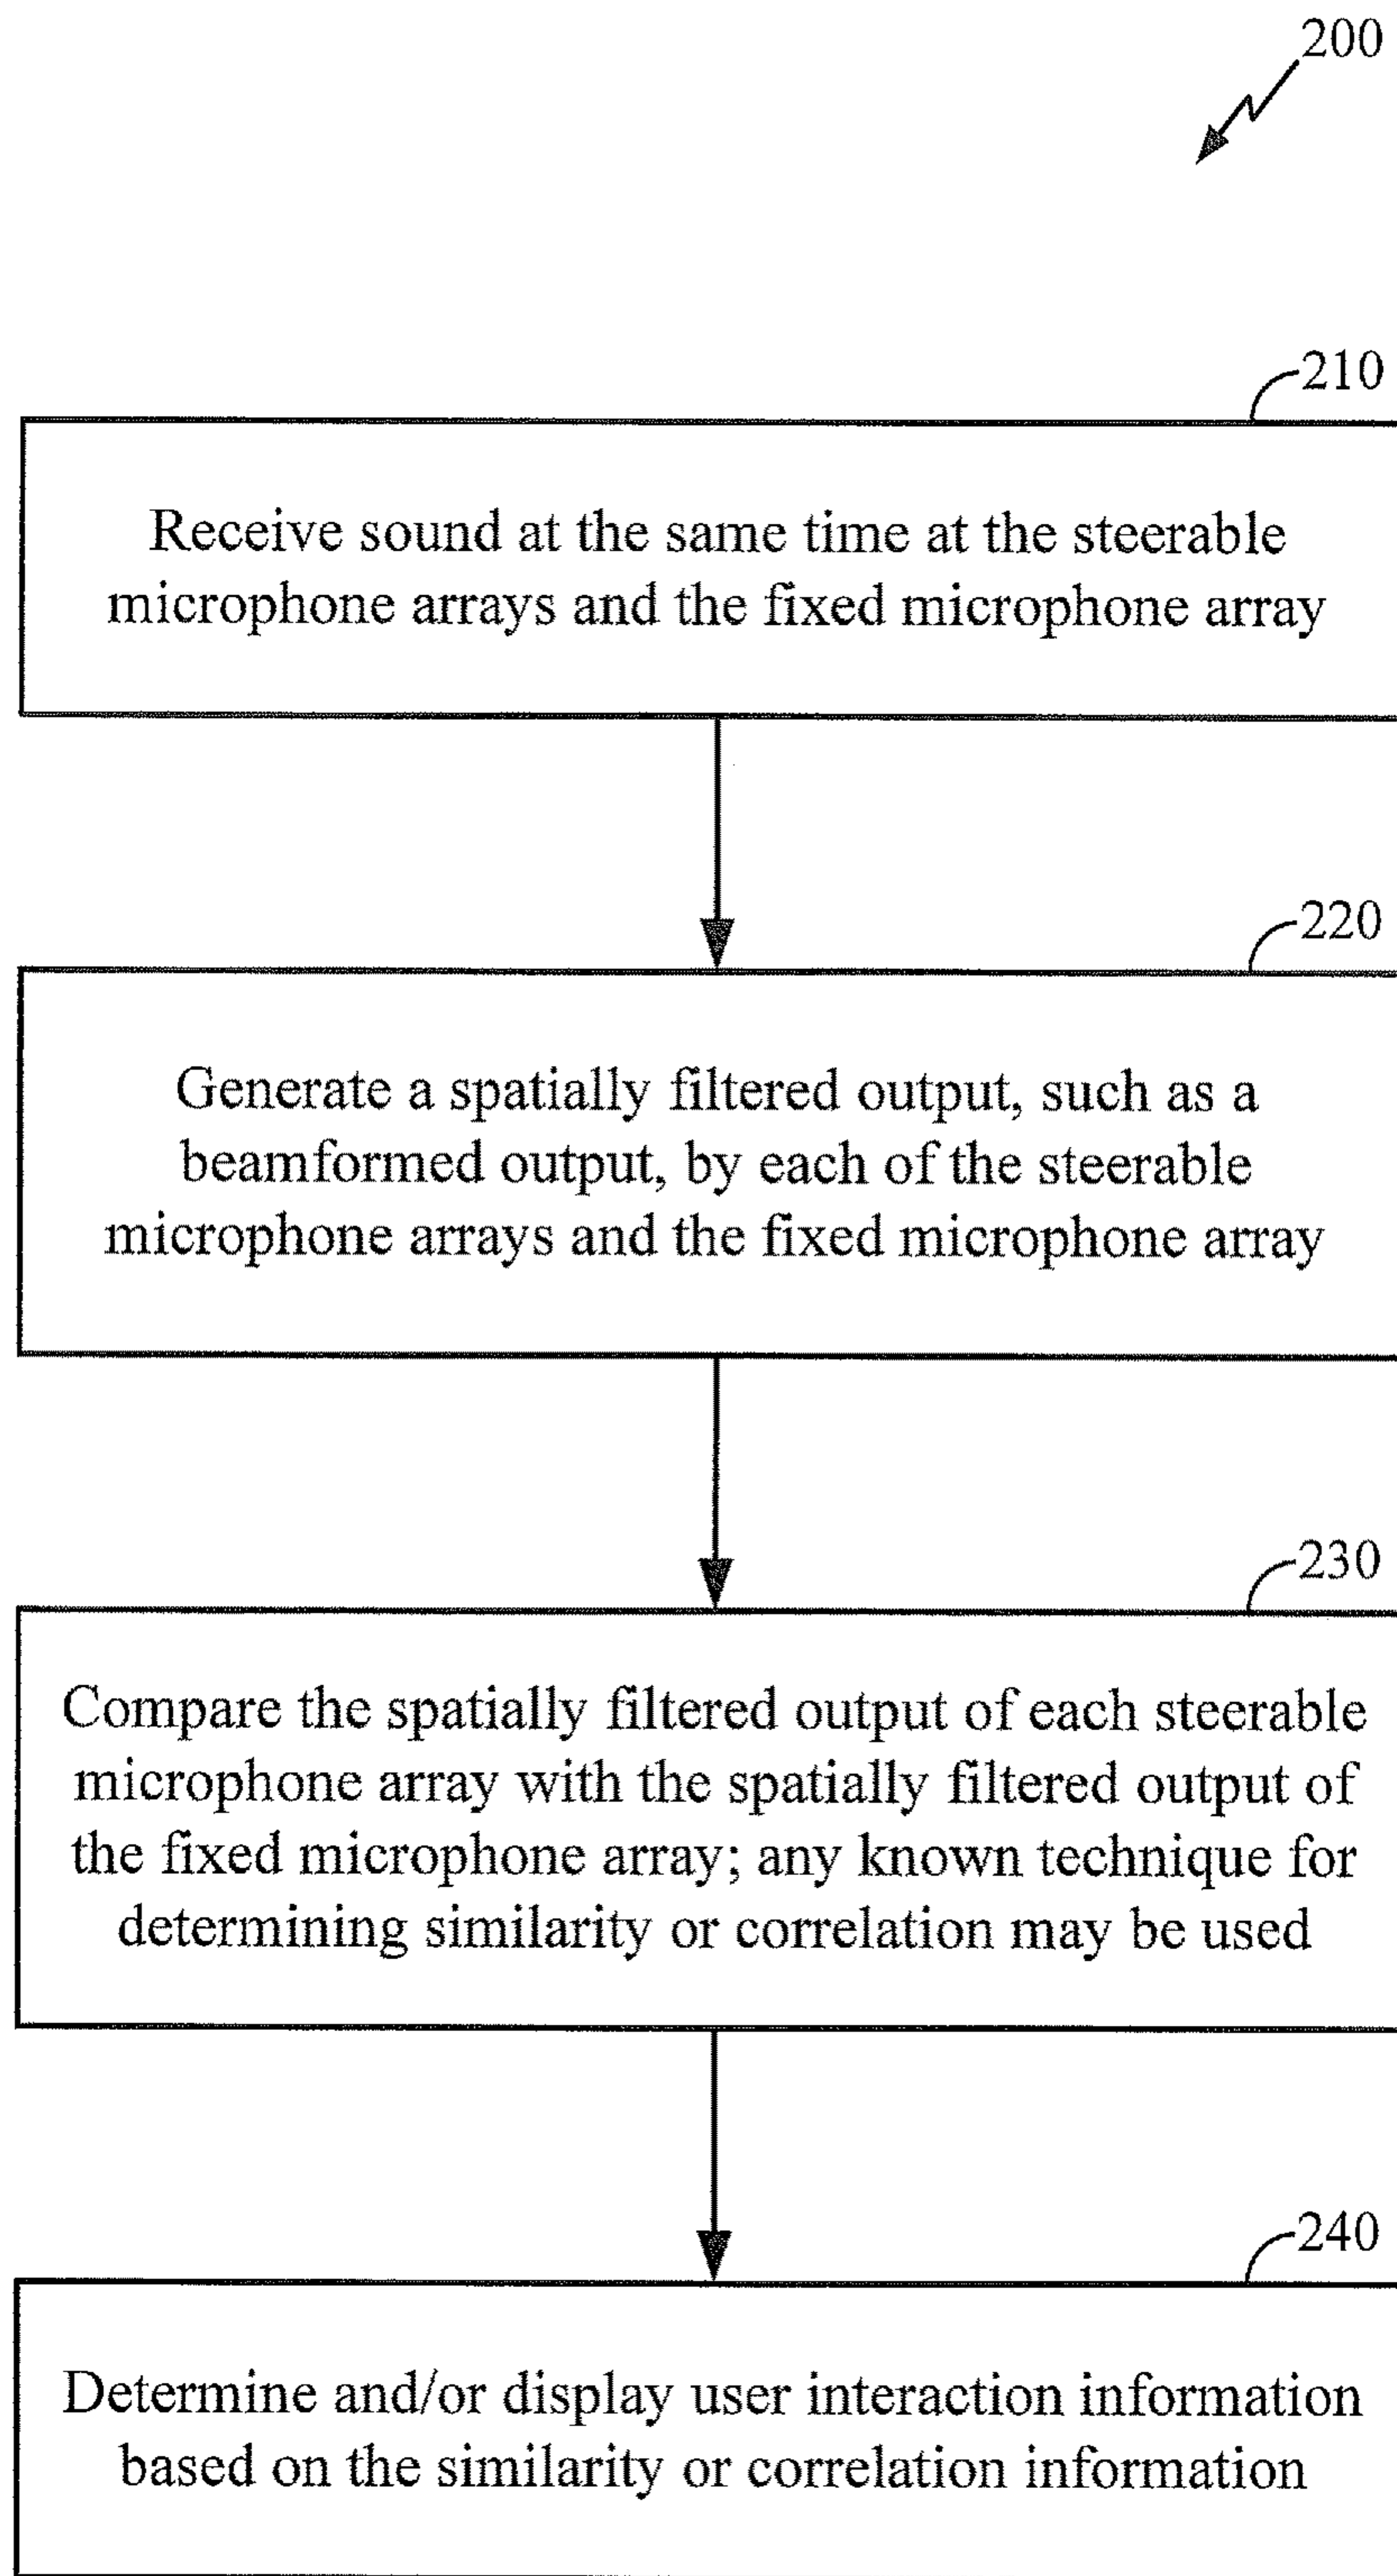 200
210
Receive sound at the same time at the steerable
microphone arrays and the fixed microphone array
220
Generate a spatially filtered output, such as a
beamformed output, by each of the steerable
microphone arrays and the fixed microphone array
230
Compare the spatially filtered output of each steerable
microphone array with the spatially filtered output of
the fixed microphone array; any known technique for
determining similarity or correlation may be used
240
Determine and/or display user interaction information
based on the similarity or correlation information